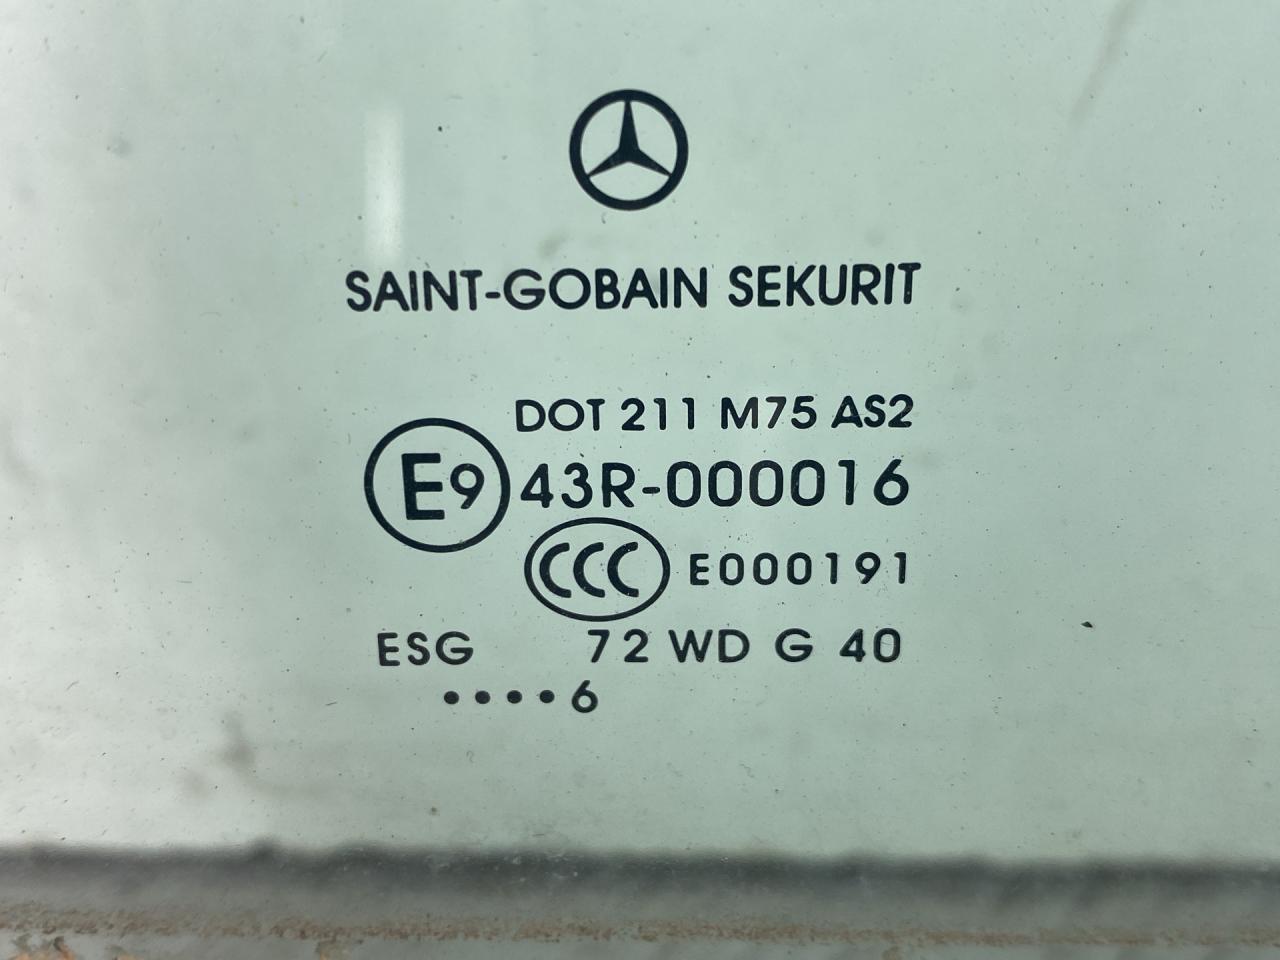 SAINT-GOBAIN SEKURIT
DOT 211 M75 AS2
E9 43R-000016
CCC E000191
ESG 72 WD G 40
••••6